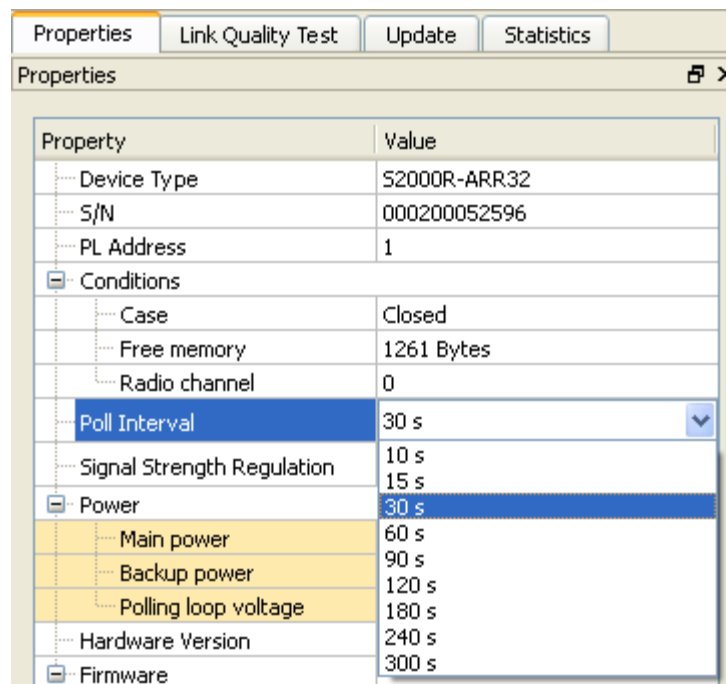 Properties Link Quality Test Update Statistics
Properties
Property Value
Device Type S2000R-ARR32
S/N 000200052596
PL Address 1
Conditions
Case Closed
Free memory 1261 Bytes
Radio channel 0
Poll Interval 30 s
10 s
Signal Strength Regulation
15 s
30 s
Power
60 s
Main power
90 s
Backup power
120 s
Polling loop voltage
180 s
Hardware Version
240 s
300 s
Firmware